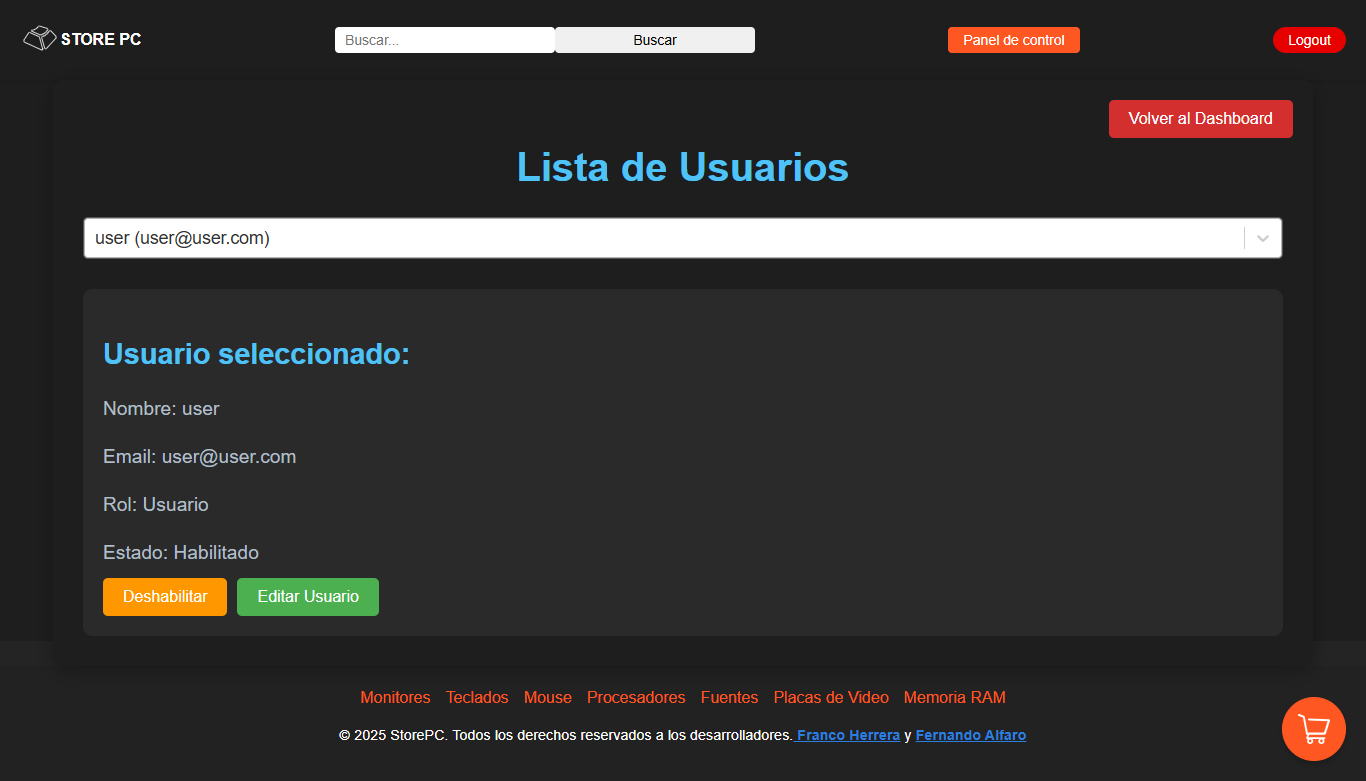 STORE PC
Buscar...
Buscar
Panel de control
Logout
Volver al Dashboard
Lista de Usuarios
user (user@user.com)
Usuario seleccionado:
Nombre: user
Email: user@user.com
Rol: Usuario
Estado: Habilitado
Deshabilitar
Editar Usuario
Monitores Teclados Mouse Procesadores Fuentes Placas de Video Memoria RAM
© 2025 StorePC. Todos los derechos reservados a los desarrolladores. Franco Herrera y Fernando Alfaro